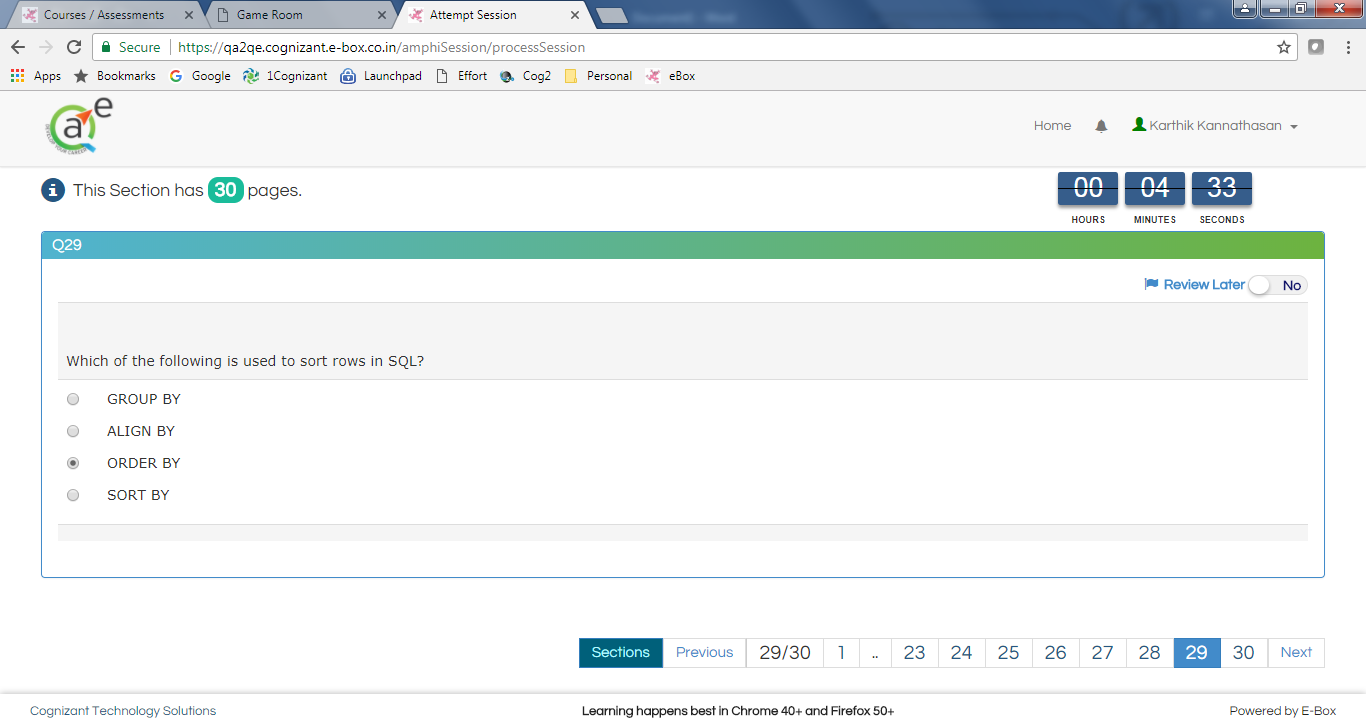 Courses / Assessments
Game Room
Attempt Session
Secure
https://qa2qe.cognizant.e-box.co.in/amphiSession/processSession
Apps Bookmarks Google 1Cognizant Launchpad Effort Cog2 Personal eBox
a e
Home Karthik Kannathasan
This Section has 30 pages.
00 04 33
HOURS MINUTES SECONDS
Q29
Review Later No
Which of the following is used to sort rows in SQL?
GROUP BY
ALIGN BY
ORDER BY
SORT BY
Sections Previous 29/30 1 .. 23 24 25 26 27 28 29 30 Next
Cognizant Technology Solutions Learning happens best in Chrome 40+ and Firefox 50+ Powered by E-Box